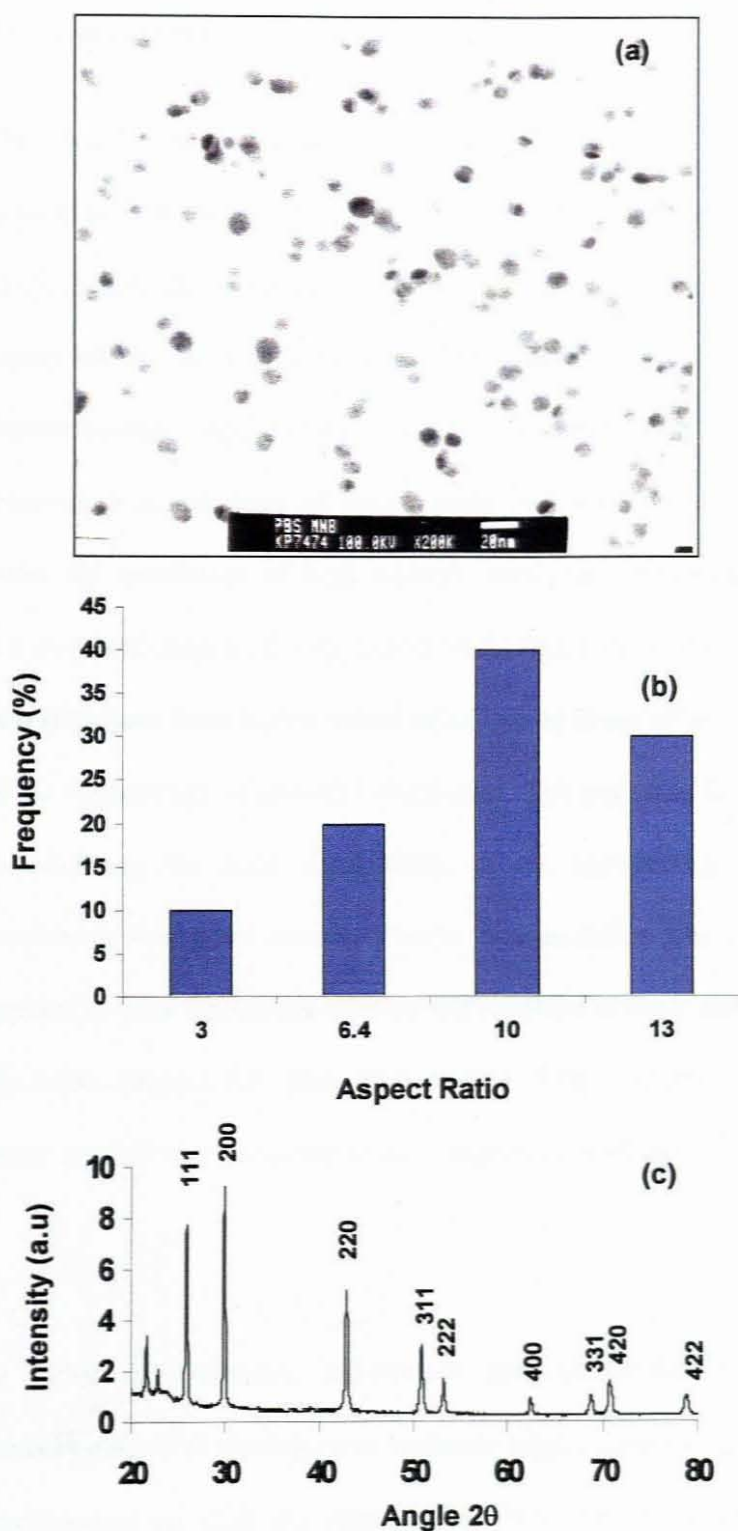 (a)
PBS MNB
KP7474 100.0KV X200K 20nm
(b)
Frequency (%)
45
40
35
30
25
20
15
10
5
0
3 6.4 10 13
Aspect Ratio
(c)
Intensity (a.u)
10
8
6
4
2
0
111 200 220 311 222 400 331 420 422
20 30 40 50 60 70 80
Angle 2θ